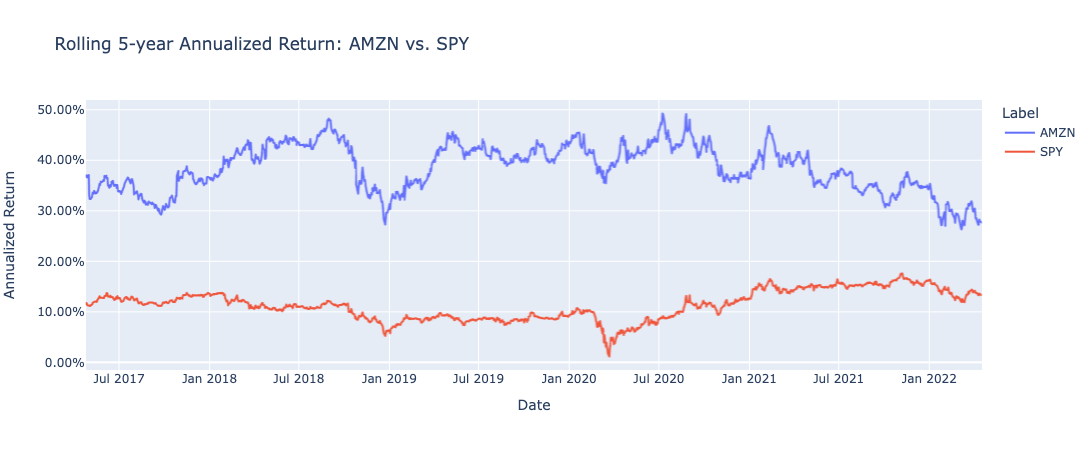 Rolling 5-year Annualized Return: AMZN vs. SPY
Label
AMZN
SPY
Annualized Return
50.00%
40.00%
30.00%
20.00%
10.00%
0.00%
Jul 2017 Jan 2018 Jul 2018 Jan 2019 Jul 2019 Jan 2020 Jul 2020 Jan 2021 Jul 2021 Jan 2022
Date